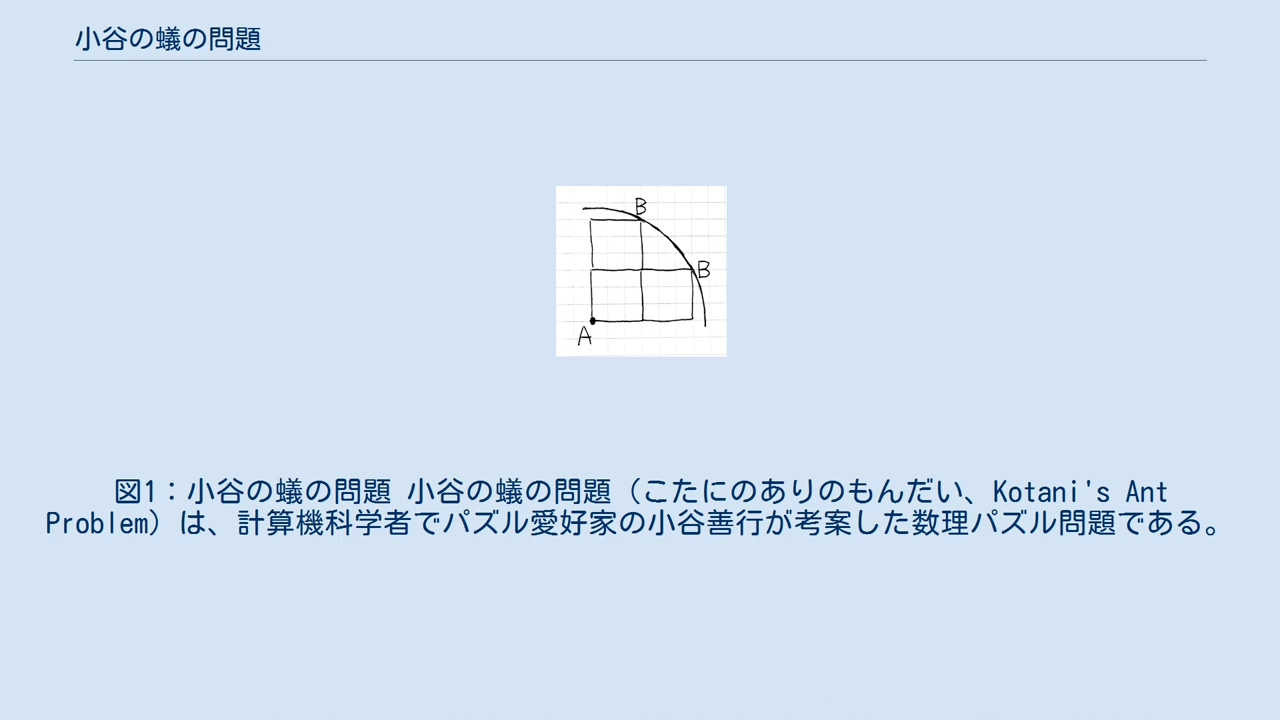 小谷の蟻の問題
B
B
A
図1：小谷の蟻の問題 小谷の蟻の問題（こたにのありのもんだい、Kotani's Ant
Problem）は、計算機科学者でパズル愛好家の小谷善行が考案した数理パズル問題である。